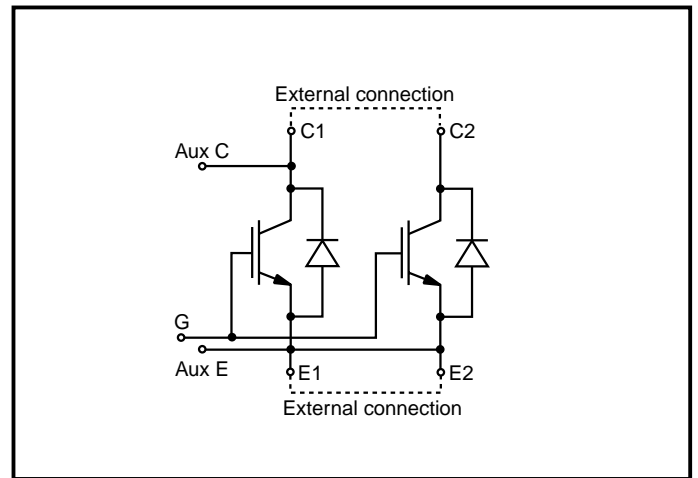 External connection
C1
C2
Aux C
G
Aux E
E1
E2
External connection